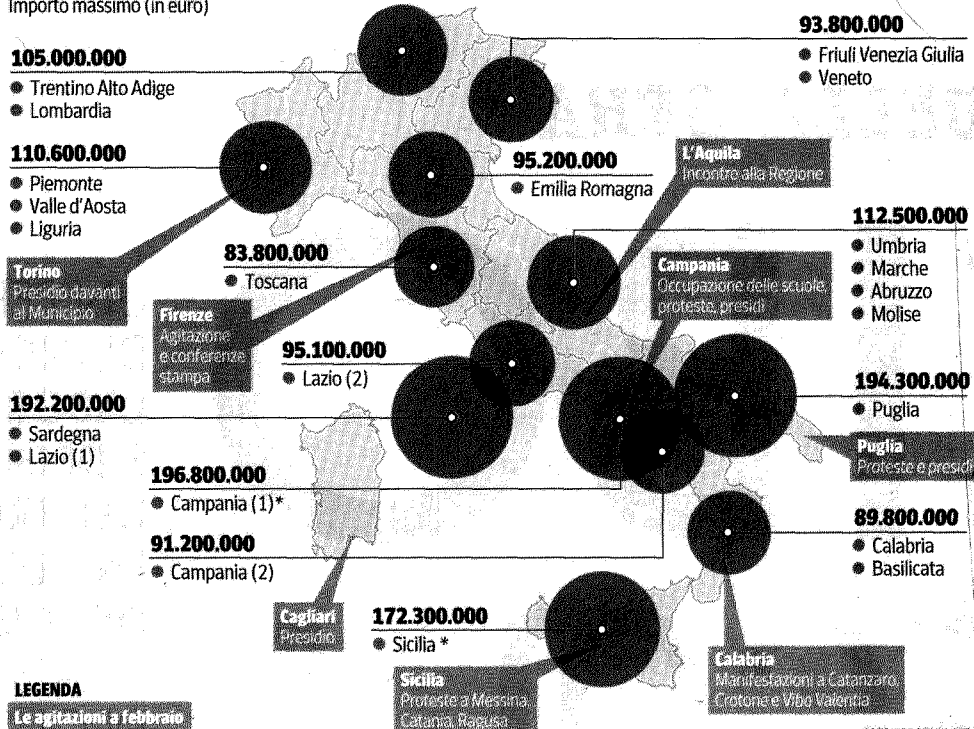 Importo massimo (in euro)
105.000.000
Trentino Alto Adige
Lombardia
93.800.000
Friuli Venezia Giulia
Veneto
110.600.000
Piemonte
Valle d'Aosta
Liguria
95.200.000
Emilia Romagna
L'Aquila
Incontro alla Regione
112.500.000
Umbria
Marche
Abruzzo
Molise
83.800.000
Toscana
Torino
Presidio davanti
al Municipio
Campania
Occupazione delle scuole,
proteste, presidi
Firenze
Agitazione
e conferenze
stampa
95.100.000
Lazio (2)
192.200.000
Sardegna
Lazio (1)
194.300.000
Puglia
Puglia
Proteste e presidi
196.800.000
Campania (1)*
91.200.000
Campania (2)
89.800.000
Calabria
Basilicata
Cagliari
Presidio
172.300.000
Sicilia *
Sicilia
Proteste a Messina,
Catania, Ragusa
Calabria
Manifestazioni a Catanzaro,
Crotone e Vibo Valentia
LEGENDA
Le agitazioni a febbraio